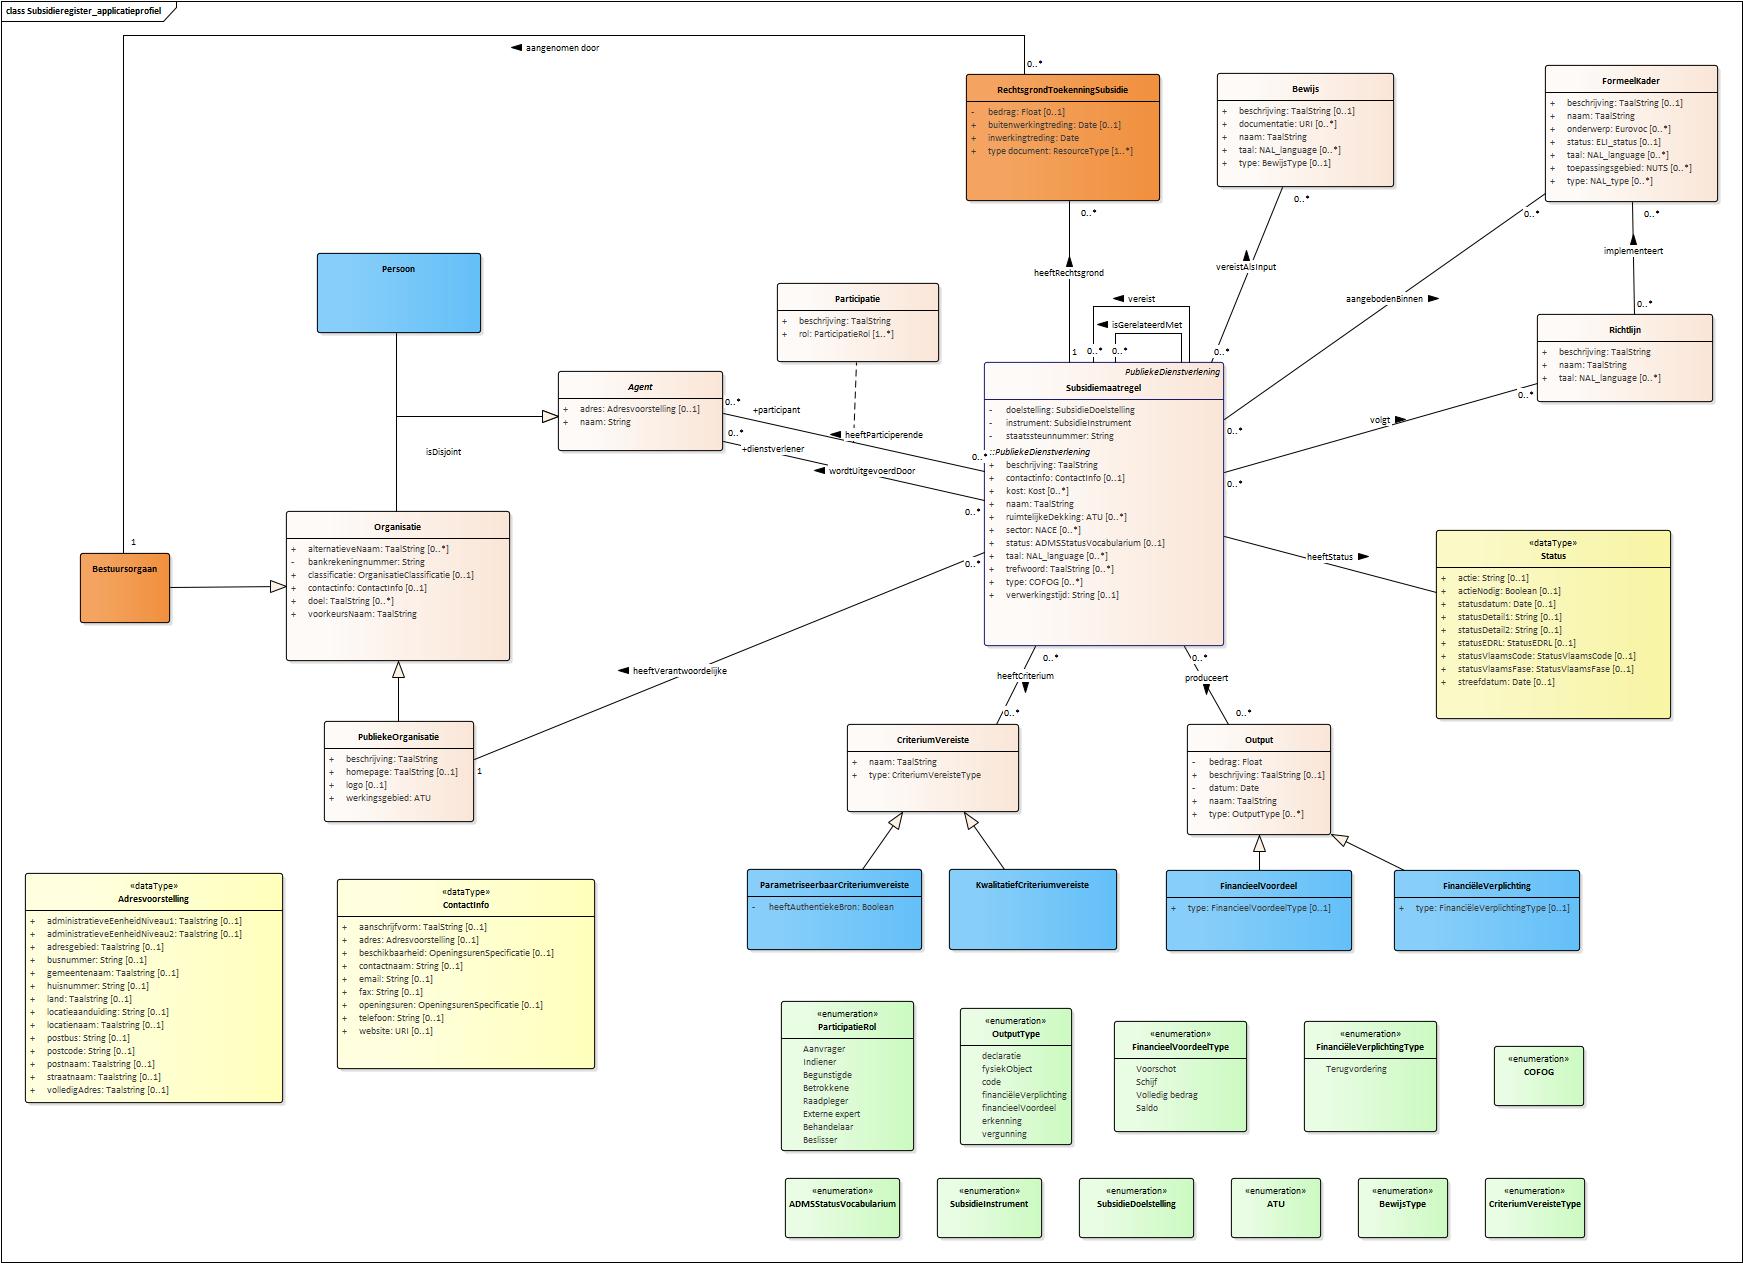 class Subsidieregister_applicatieprofiel
aangenomen door
0..*
RechtsgrondToekenningSubsidie
- bedrag: Float [0..1]
+ buitenwerkingtreding: Date [0..1]
+ inwerkingtreding: Date
+ type document: ResourceType [1..*]
0..*
Bewijs
+ beschrijving: TaalString [0..1]
+ documentatie: URI [0..*]
+ naam: TaalString
+ taal: NAL_language [0..*]
+ type: BewijsType [0..1]
0..*
FormeelKader
+ beschrijving: TaalString [0..1]
+ naam: TaalString
+ onderwerp: Eurovoc [0..*]
+ status: ELI_status [0..1]
+ taal: NAL_language [0..*]
+ toepassingsgebied: NUTS [0..*]
+ type: NAL_type [0..*]
0..*
0..*
implementeert
0..*
Persoon
heeftRechtsgrond
vereistAlsInput
aangebodenBinnen
Participatie
+ beschrijving: TaalString
+ rol: ParticipatieRol [1..*]
vereist
isGerelateerdMet
1
0..*
0..*
0..*
Richtlijn
+ beschrijving: TaalString
+ naam: TaalString
+ taal: NAL_language [0..*]
0..*
volgt
Agent
+ adres: Adresvoorstelling [0..1]
+ naam: String
0..*
+participant
0..*
+dienstverlener
heeftParticiperende
wordtUitgevoerdDoor
0..*
0..*
0..*
PubliekeDienstverlening
Subsidiemaatregel
- doelstelling: SubsidieDoelstelling
- instrument: SubsidieInstrument
- staatssteunnummer: String
::PubliekeDienstverlening
+ beschrijving: TaalString
+ contactinfo: ContactInfo [0..1]
+ kost: Kost [0..*]
+ naam: TaalString
+ ruimtelijkeDekking: ATU [0..*]
+ sector: NACE [0..*]
+ status: ADMSStatusVocabularium [0..1]
+ taal: NAL_language [0..*]
+ trefwoord: TaalString [0..*]
+ type: COFOG [0..*]
+ verwerkingstijd: String [0..1]
0..*
0..*
isDisjoint
1
Bestuursorgaan
Organisatie
+ alternatieveNaam: TaalString [0..*]
- bankrekeningnummer: String
+ classificatie: OrganisatieClassificatie [0..1]
+ contactinfo: ContactInfo [0..1]
+ doel: TaalString [0..*]
+ voorkeursNaam: TaalString
heeftStatus
«dataType»
Status
+ actie: String [0..1]
+ actieNodig: Boolean [0..1]
+ statusdatum: Date [0..1]
+ statusDetail1: String [0..1]
+ statusDetail2: String [0..1]
+ statusEDRL: StatusEDRL [0..1]
+ statusVlaamsCode: StatusVlaamsCode [0..1]
+ statusVlaamsFase: StatusVlaamsFase [0..1]
+ streefdatum: Date [0..1]
heeftVerantwoordelijke
0..*
heeftCriterium
0..*
0..*
produceert
0..*
PubliekeOrganisatie
+ beschrijving: TaalString
+ homepage: TaalString [0..1]
+ logo [0..1]
+ werkingsgebied: ATU
1
CriteriumVereiste
+ naam: TaalString
+ type: CriteriumVereisteType
Output
- bedrag: Float
+ beschrijving: TaalString [0..1]
- datum: Date
+ naam: TaalString
+ type: OutputType [0..*]
ParametriseerbaarCriteriumvereiste
- heeftAuthentiekeBron: Boolean
KwalitatiefCriteriumvereiste
FinancieelVoordeel
+ type: FinancieelVoordeelType [0..1]
FinanciëleVerplichting
+ type: FinanciëleVerplichtingType [0..1]
«dataType»
Adresvoorstelling
+ administratieveEenheidNiveau1: Taalstring [0..1]
+ administratieveEenheidNiveau2: Taalstring [0..1]
+ adresgebied: Taalstring [0..1]
+ busnummer: String [0..1]
+ gemeentenaam: Taalstring [0..1]
+ huisnummer: String [0..1]
+ land: Taalstring [0..1]
+ locatieaanduiding: String [0..1]
+ locatienaam: Taalstring [0..1]
+ postbus: String [0..1]
+ postcode: String [0..1]
+ postnaam: Taalstring [0..1]
+ straatnaam: Taalstring [0..1]
+ volledigAdres: Taalstring [0..1]
«dataType»
ContactInfo
+ aanschrijfvorm: TaalString [0..1]
+ adres: Adresvoorstelling [0..1]
+ beschikbaarheid: OpeningsurenSpecificatie [0..1]
+ contactnaam: String [0..1]
+ email: String [0..1]
+ fax: String [0..1]
+ openingsuren: OpeningsurenSpecificatie [0..1]
+ telefoon: String [0..1]
+ website: URI [0..1]
«enumeration»
ParticipatieRol
Aanvrager
Indiener
Begunstigde
Betrokkene
Raadpleger
Externe expert
Behandelaar
Beslisser
«enumeration»
OutputType
declaratie
fysiekObject
code
financiëleVerplichting
financieelVoordeel
erkenning
vergunning
«enumeration»
FinancieelVoordeelType
Voorschot
Schijf
Volledig bedrag
Saldo
«enumeration»
FinanciëleVerplichtingType
Terugvordering
«enumeration»
COFOG
«enumeration»
ADMSStatusVocabularium
«enumeration»
SubsidieInstrument
«enumeration»
SubsidieDoelstelling
«enumeration»
ATU
«enumeration»
BewijsType
«enumeration»
CriteriumVereisteType